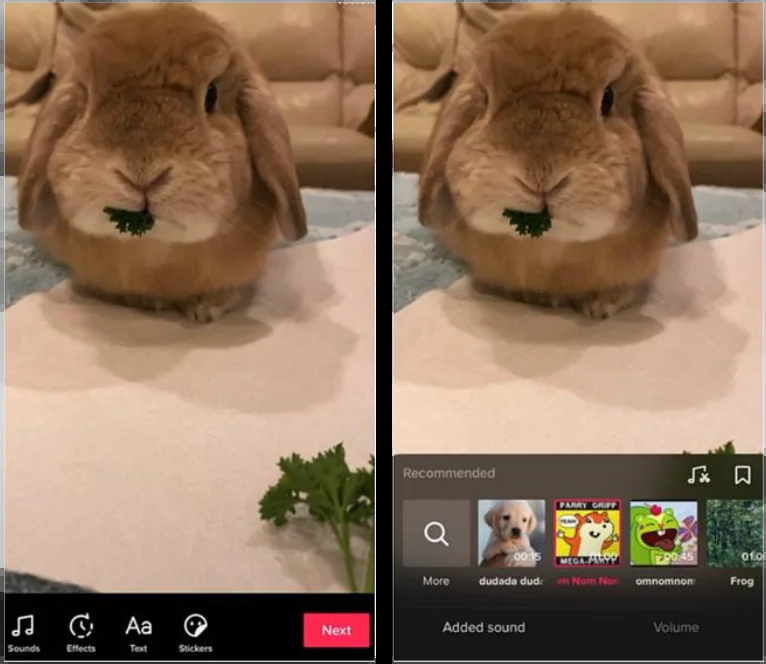 Sounds
Effects
Aa
Text
Stickers
Next
Recommended
PARRY GRIPP
YEAH!
MEGA-PARTY
00:15
01:00
00:45
01:0
More
dudada dud
m Nom Nom
omnomnom
Frog
Added sound
Volume